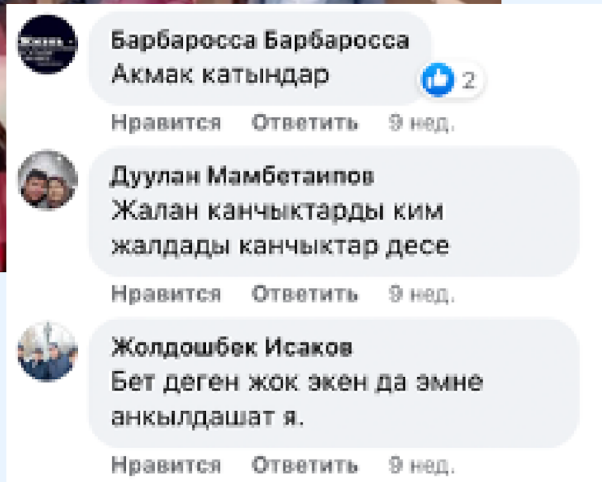 Барбаросса Барбаросса
Акмак катындар
2
Нравится Ответить 9 нед.
Дуулан Мамбетаипов
Жалан канчыктарды ким
жалдады канчыктар десе
Нравится Ответить 9 нед.
Жолдошбек Исаков
Бет деген жок экен да эмне
анкылдашат я.
Нравится Ответить 9 нед.